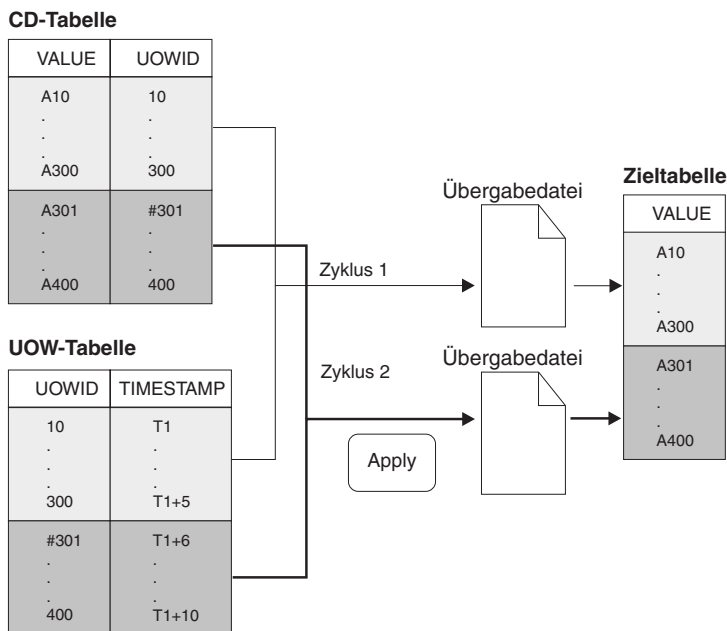 CD-Tabelle
VALUE UOWID
A10 10
. .
. .
. .
A300 300
A301 #301
. .
. .
. .
A400 400
UOW-Tabelle
UOWID TIMESTAMP
10 T1
. .
. .
. .
300 T1+5
#301 T1+6
. .
. .
. .
400 T1+10
Zyklus 1
Zyklus 2
Apply
Übergabedatei
Übergabedatei
Zieltabelle
VALUE
A10
.
.
.
A300
A301
.
.
.
A400